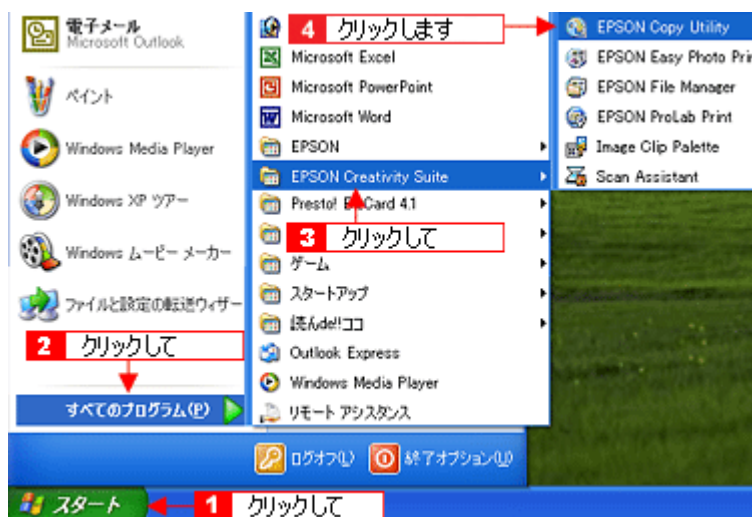 電子メール
Microsoft Outlook
ペイント
Windows Media Player
Windows XP ツアー
Windows ムービー メーカー
ファイルと設定の転送ウィザー
2 クリックして
すべてのプログラム(P)
4 クリックします
Microsoft Excel
Microsoft PowerPoint
Microsoft Word
EPSON
EPSON Creativity Suite
Presto! BizCard 4.1
3 クリックして
ゲーム
スタートアップ
読んde!!ココ
Outlook Express
Windows Media Player
リモート アシスタンス
EPSON Copy Utility
EPSON Easy Photo Pri
EPSON File Manager
EPSON ProLab Print
Image Clip Palette
Scan Assistant
ログオフ(L)
終了オプション(U)
スタート
1 クリックして